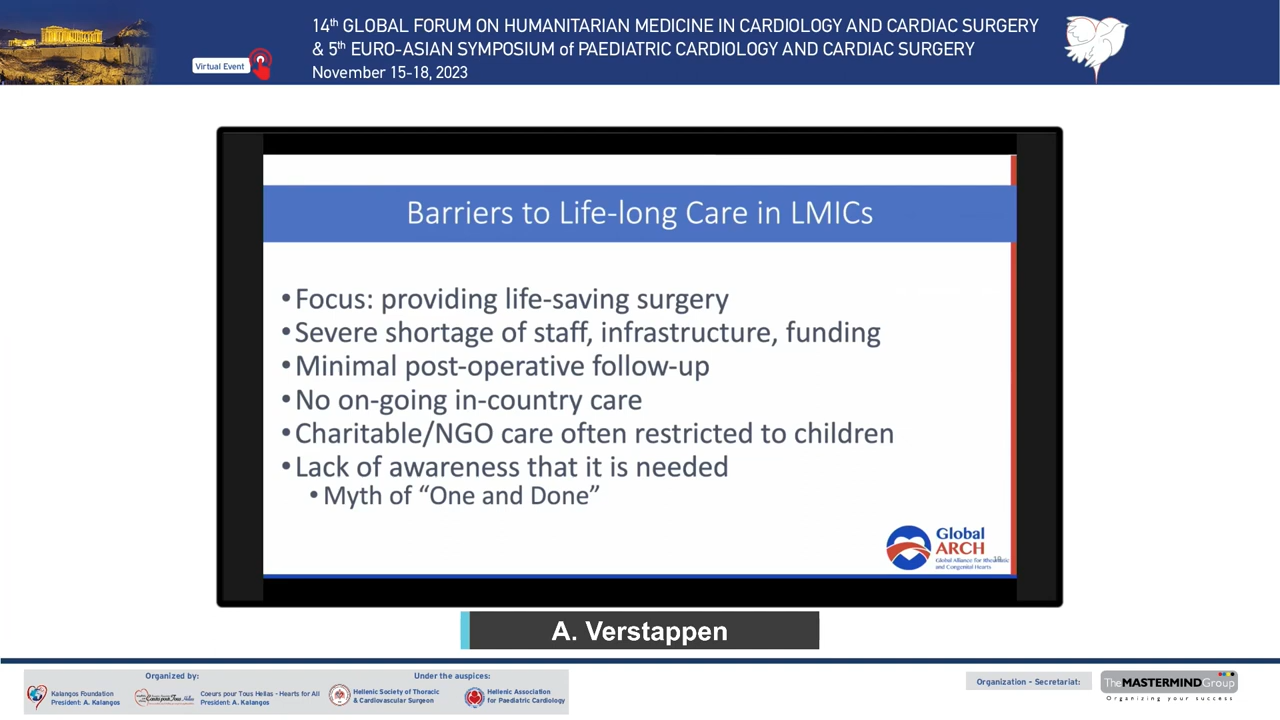 14th GLOBAL FORUM ON HUMANITARIAN MEDICINE IN CARDIOLOGY AND CARDIAC SURGERY
& 5th EURO-ASIAN SYMPOSIUM of PAEDIATRIC CARDIOLOGY AND CARDIAC SURGERY
November 15-18, 2023
Virtual Event
Barriers to Life-long Care in LMICs
•Focus: providing life-saving surgery
•Severe shortage of staff, infrastructure, funding
•Minimal post-operative follow-up
•No on-going in-country care
•Charitable/NGO care often restricted to children
•Lack of awareness that it is needed
•Myth of “One and Done”
Global
ARCH
Global Alliance for Rheumatic
and Congenital Hearts
19
A. Verstappen
Organized by:
Kalangos Foundation
President: A. Kalangos
Coeurs pour Tous Hellas - Hearts for All
President: A. Kalangos
Under the auspices:
Hellenic Society of Thoracic
& Cardiovascular Surgeon
Hellenic Association
for Paediatric Cardiology
Organization - Secretariat:
The MASTERMIND Group
Organizing your success